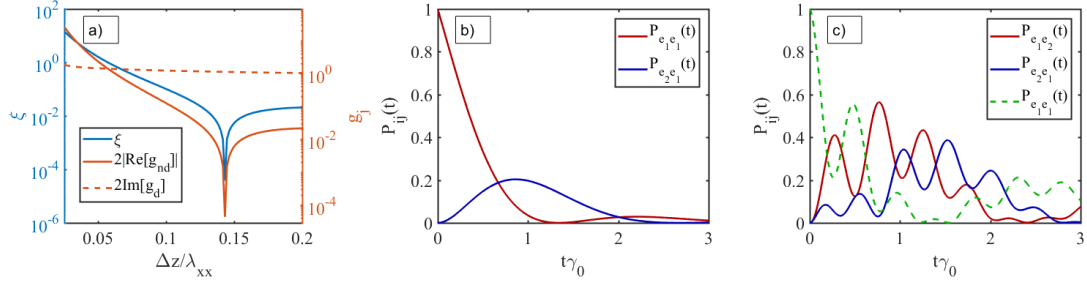 a)
10^2
10^0
10^-2
10^-4
10^-6
ξ
ξ
2|Re[g_nd]|
2Im[g_d]
10^0
10^-2
10^-4
g_j
0.05 0.1 0.15 0.2
Δz/λ_xx
b)
P_e1e1(t)
P_e2e1(t)
1
0.8
0.6
0.4
0.2
0
P_ij(t)
0 1 2 3
tγ_0
c)
P_e1e2(t)
P_e2e1(t)
P_e1e1(t)
1
0.8
0.6
0.4
0.2
0
P_ij(t)
0 1 2 3
tγ_0